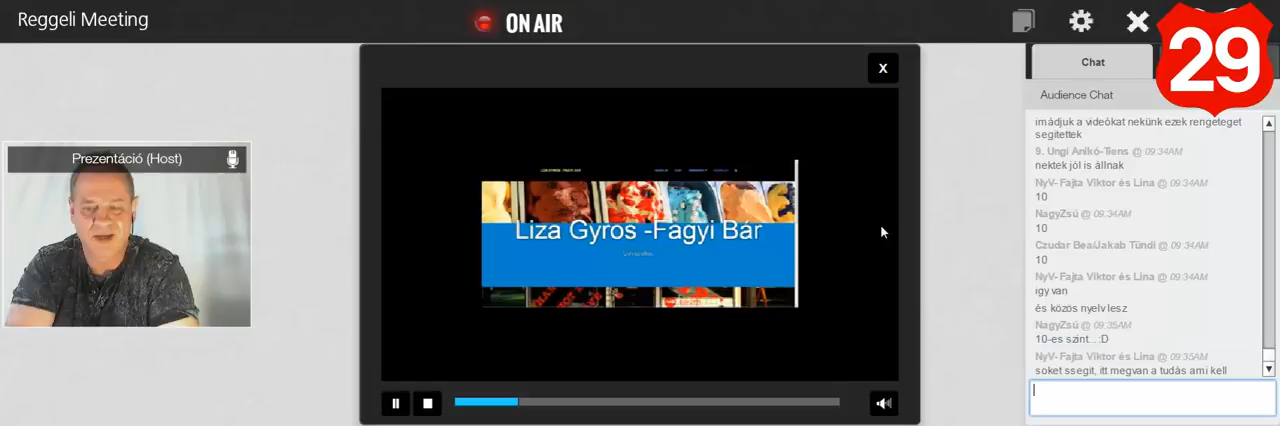 Reggeli Meeting
ON AIR
29
X
Chat
Audience Chat
Prezentáció (Host)
Liza Gyros -Fagyi Bár
imádjuk a videókat nekünk ezek rengeteget
segítettek
9. Ungi Anikó-Tiens @ 09:34AM
nektek jól is állnak
NyV- Fajta Viktor és Lina @ 09:34AM
10
NagyZsú @ 09:34AM
10
Czudar Bea/Jakab Tündi @ 09:34AM
10
NyV- Fajta Viktor és Lina @ 09:34AM
igy van
és közös nyelv lesz
NagyZsú @ 09:35AM
10-es szint... :D
NyV- Fajta Viktor és Lina @ 09:35AM
soket ssegit, itt megvan a tudás ami kell